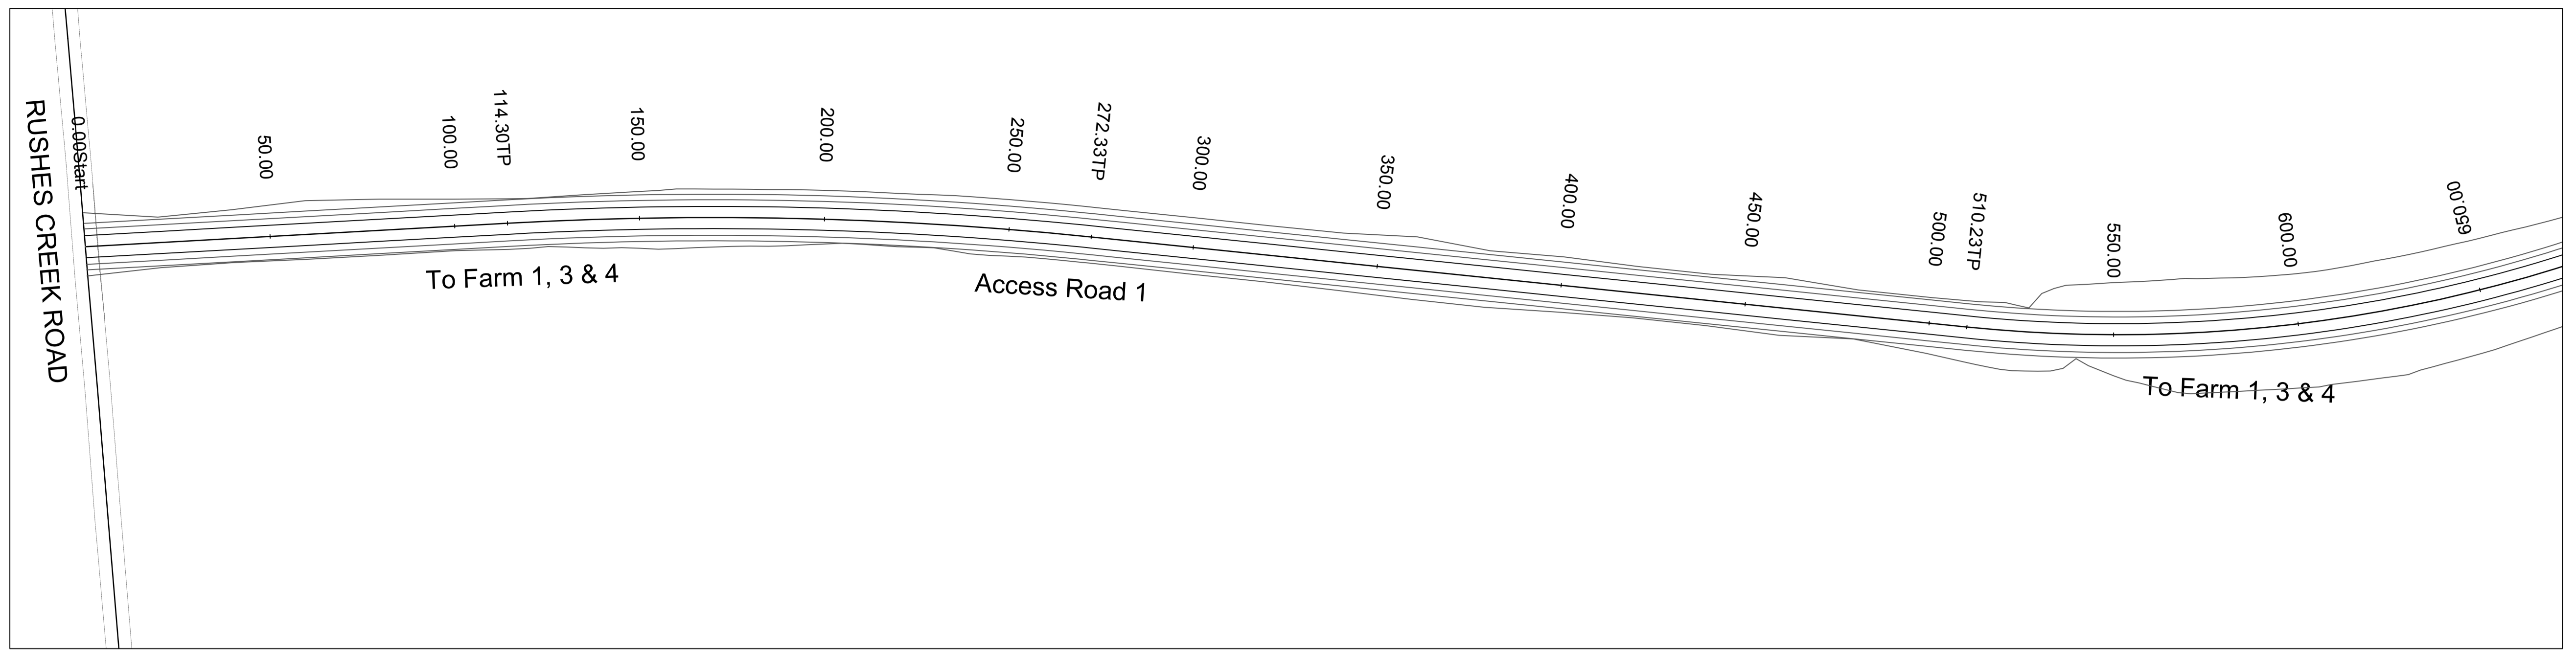 RUSHES CREEK ROAD
0.00Start
50.00
100.00
114.30TP
150.00
200.00
250.00
272.33TP
300.00
350.00
400.00
450.00
500.00
510.23TP
550.00
600.00
650.00
To Farm 1, 3 & 4
Access Road 1
To Farm 1, 3 & 4